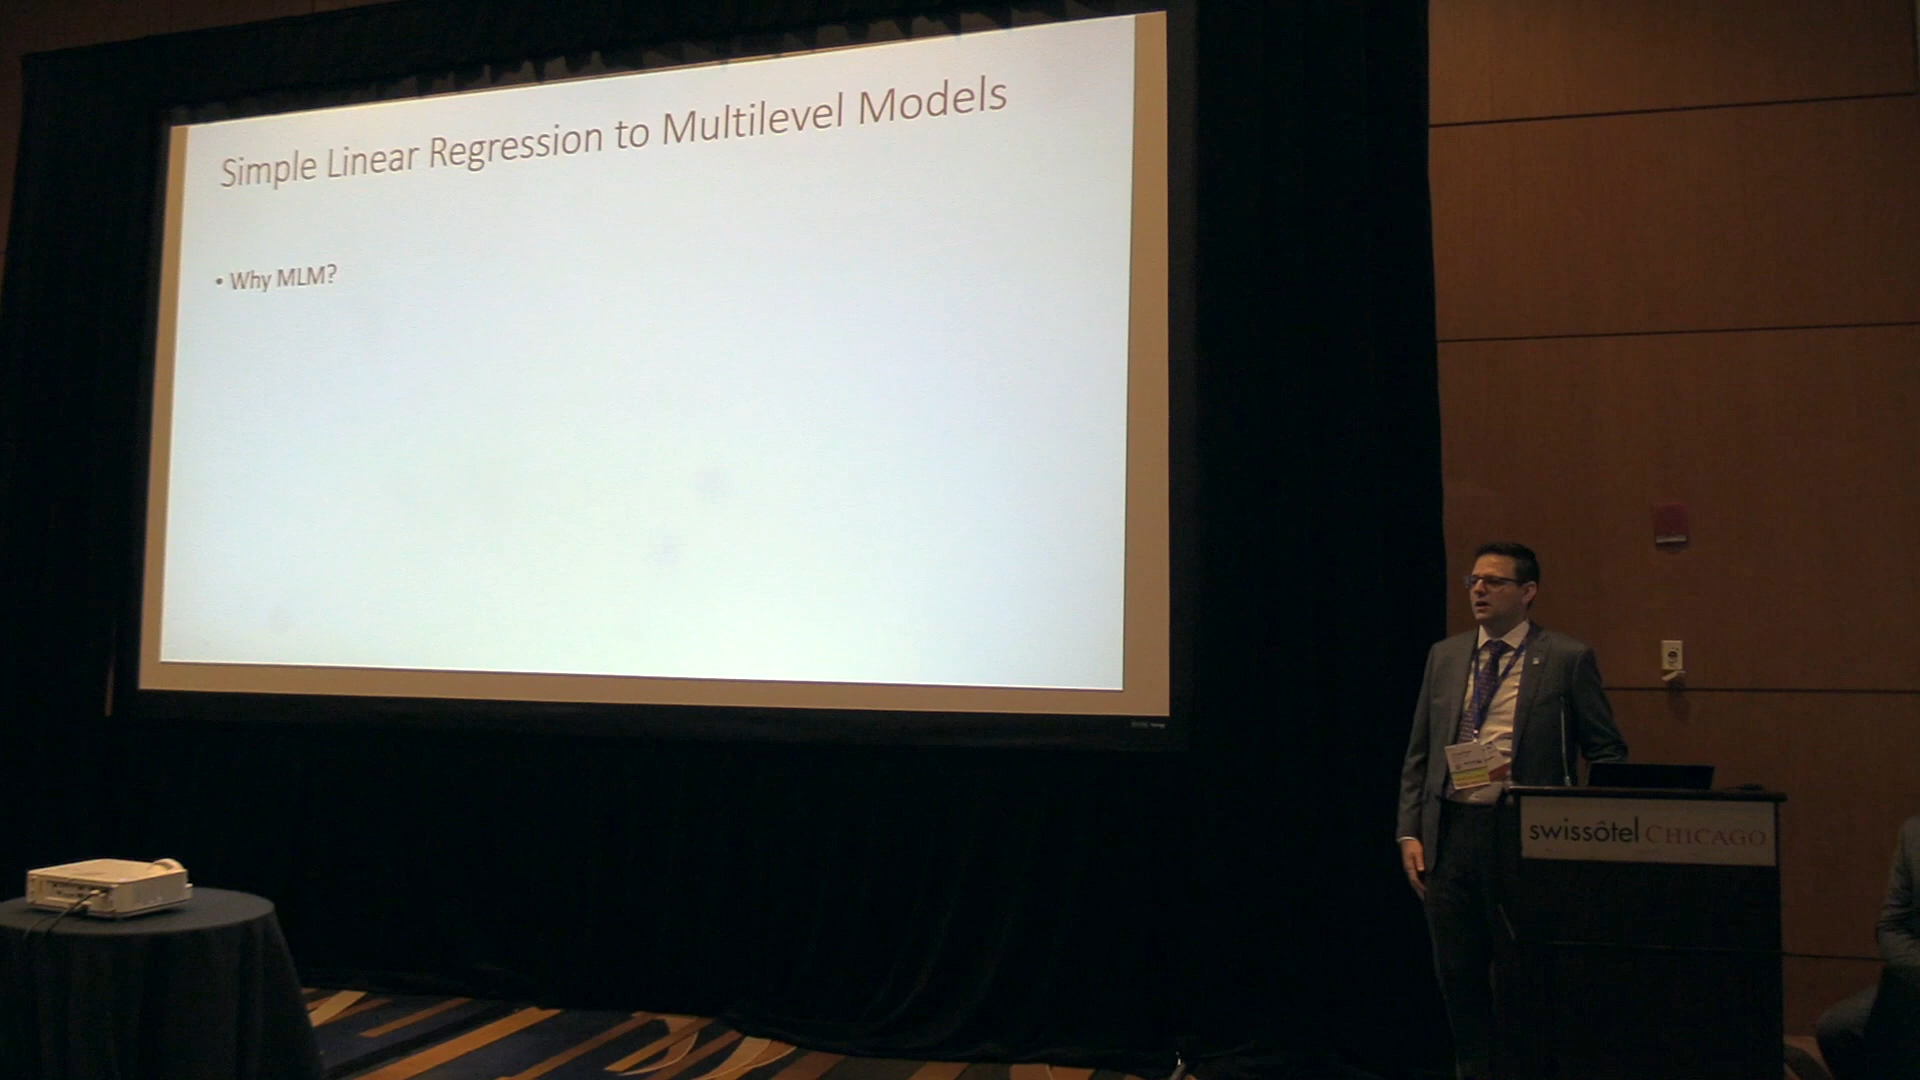 Simple Linear Regression to Multilevel Models
• Why MLM?
swissôtel CHICAGO